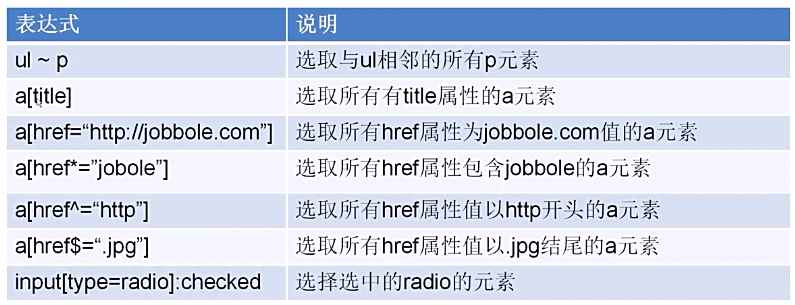 表达式 说明
ul ~ p 选取与ul相邻的所有p元素
a[title] 选取所有有title属性的a元素
a[href=“http://jobbole.com”] 选取所有href属性为jobbole.com值的a元素
a[href*=”jobole”] 选取所有href属性包含jobbole的a元素
a[href^=“http”] 选取所有href属性值以http开头的a元素
a[href$=“.jpg”] 选取所有href属性值以.jpg结尾的a元素
input[type=radio]:checked 选择选中的radio的元素